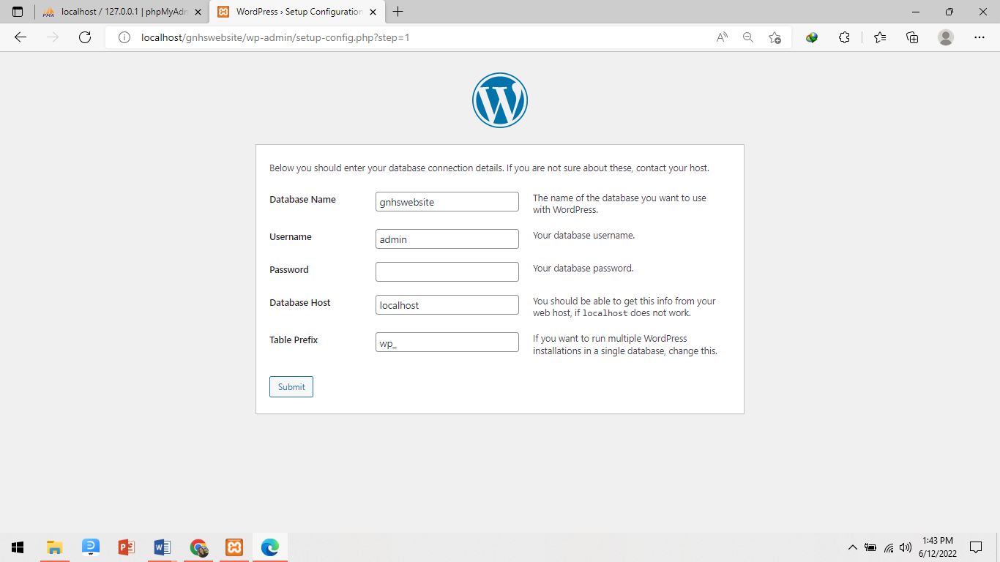 localhost / 127.0.0.1 | phpMyAdm
WordPress › Setup Configuration
localhost/gnhswebsite/wp-admin/setup-config.php?step=1
Below you should enter your database connection details. If you are not sure about these, contact your host.
Database Name
gnhswebsite
The name of the database you want to use
with WordPress.
Username
admin
Your database username.
Password
Your database password.
Database Host
localhost
You should be able to get this info from your
web host, if localhost does not work.
Table Prefix
wp_
If you want to run multiple WordPress
installations in a single database, change this.
Submit
1:43 PM
6/12/2022